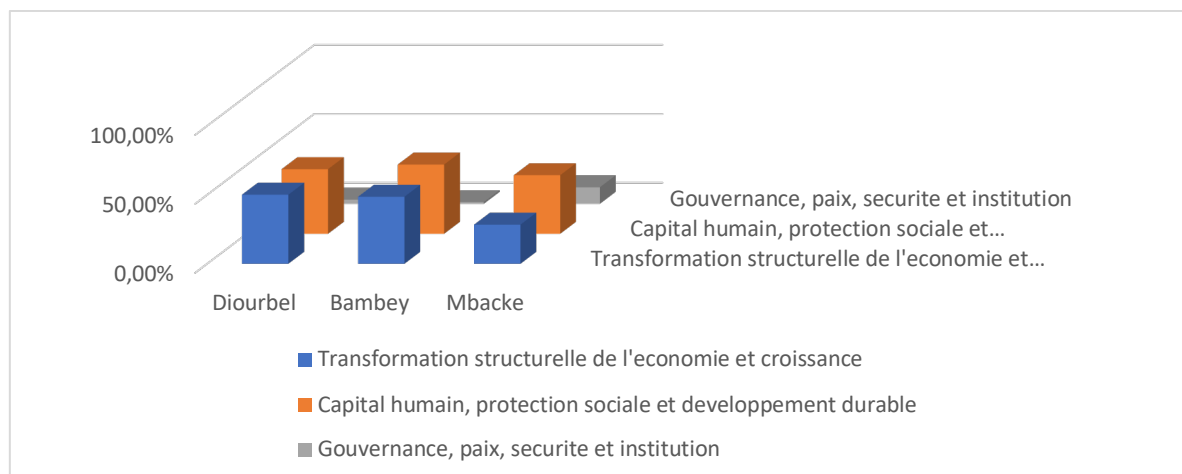 100,00%
50,00%
0,00%
Gouvernance, paix, securite et institution
Capital humain, protection sociale et...
Transformation structurelle de l'economie et...
Diourbel Bambey Mbacke
Transformation structurelle de l'economie et croissance
Capital humain, protection sociale et developpement durable
Gouvernance, paix, securite et institution